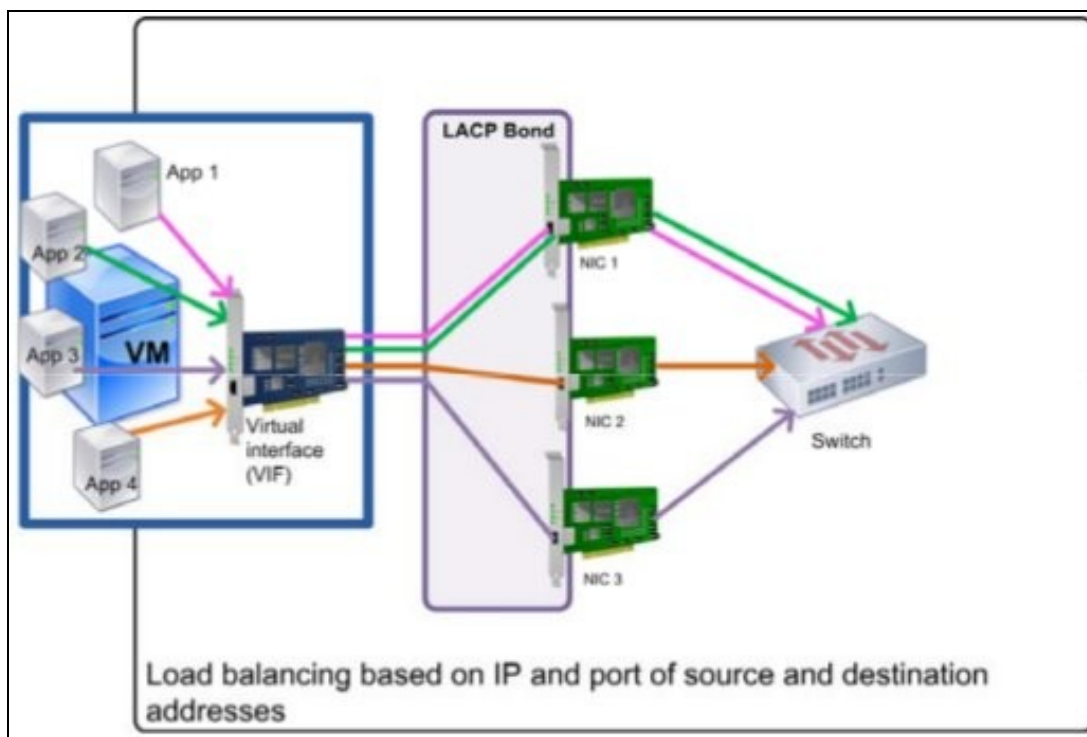 LACP Bond
App 1
App 2
App 3
VM
App 4
Virtual
interface
(VIF)
NIC 1
NIC 2
NIC 3
Switch
Load balancing based on IP and port of source and destination
addresses